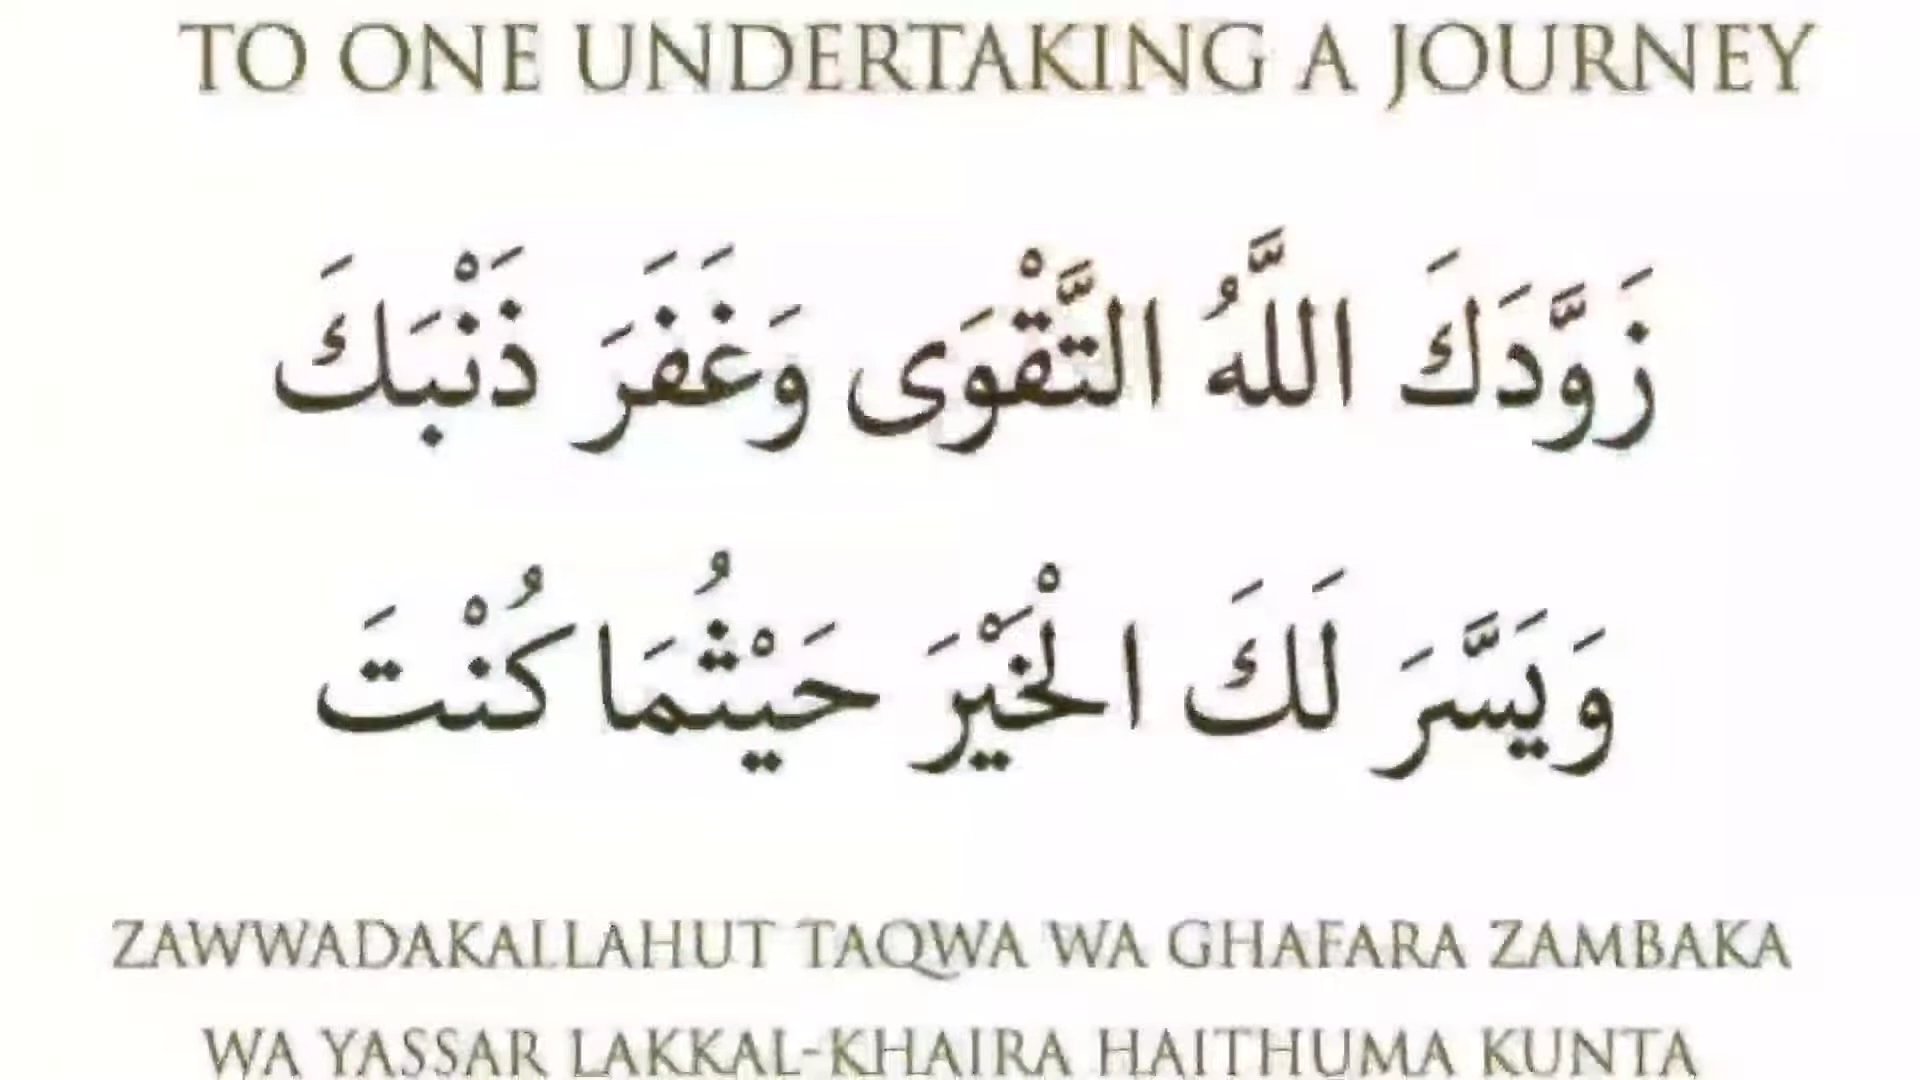 TO ONE UNDERTAKING A JOURNEY
زَوَّدَكَ اللَّهُ التَّقْوَى وَغَفَرَ ذَنْبَكَ
وَيَسَّرَ لَكَ الْخَيْرَ حَيْثُمَا كُنْتَ
ZAWWADAKALLAHUT TAQWA WA GHAFARA ZAMBAKA
WA YASSAR LAKKAL-KHAIRA HAITHUMA KUNTA